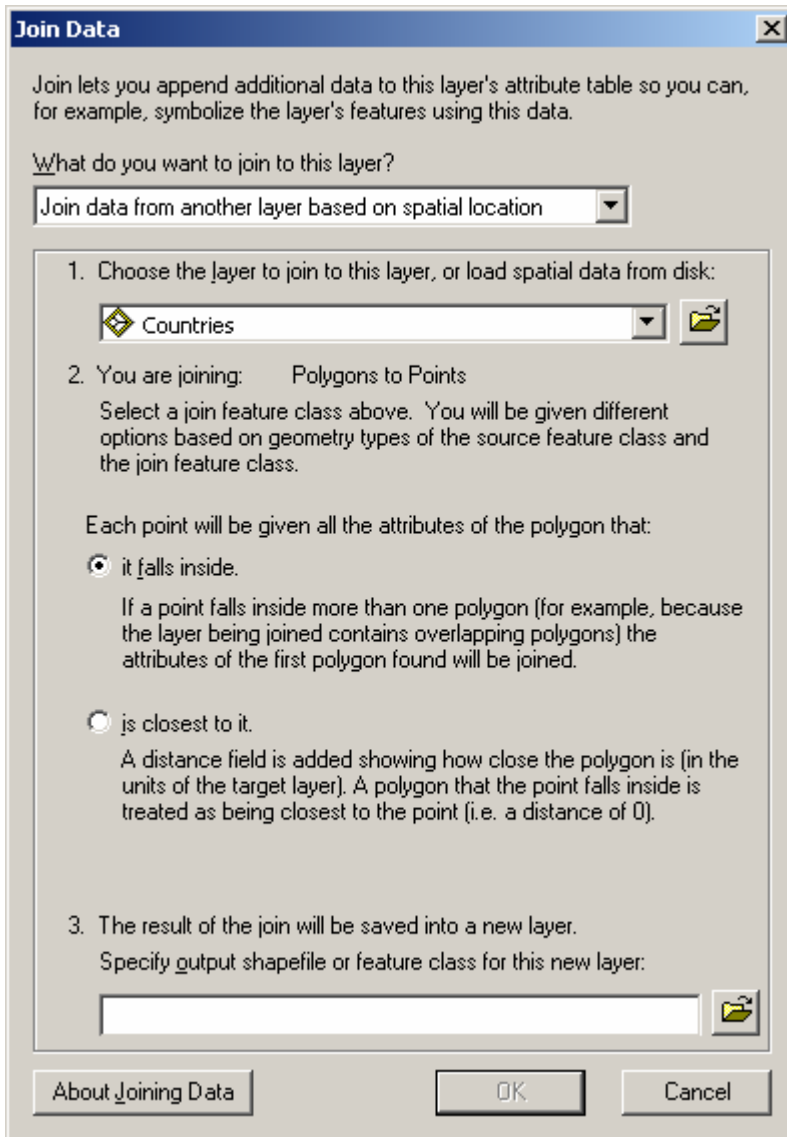 Join Data
Join lets you append additional data to this layer's attribute table so you can,
for example, symbolize the layer's features using this data.
What do you want to join to this layer?
Join data from another layer based on spatial location
1. Choose the layer to join to this layer, or load spatial data from disk:
Countries
2. You are joining: Polygons to Points
Select a join feature class above. You will be given different
options based on geometry types of the source feature class and
the join feature class.
Each point will be given all the attributes of the polygon that:
it falls inside.
If a point falls inside more than one polygon (for example, because
the layer being joined contains overlapping polygons) the
attributes of the first polygon found will be joined.
is closest to it.
A distance field is added showing how close the polygon is (in the
units of the target layer). A polygon that the point falls inside is
treated as being closest to the point (i.e. a distance of 0).
3. The result of the join will be saved into a new layer.
Specify output shapefile or feature class for this new layer:
About Joining Data
OK
Cancel